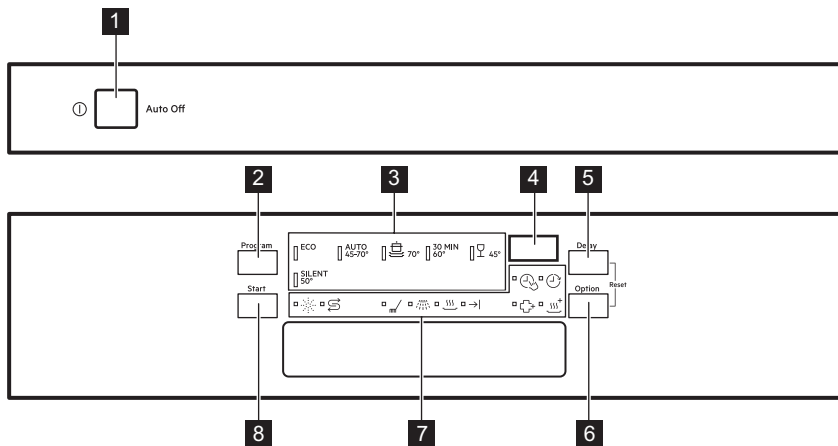 1
Auto Off
2
3
4
5
Program
ECO
AUTO
45-70°
70°
30 MIN
60°
45°
Delay
SILENT
50°
Start
Option
Reset
8
7
6